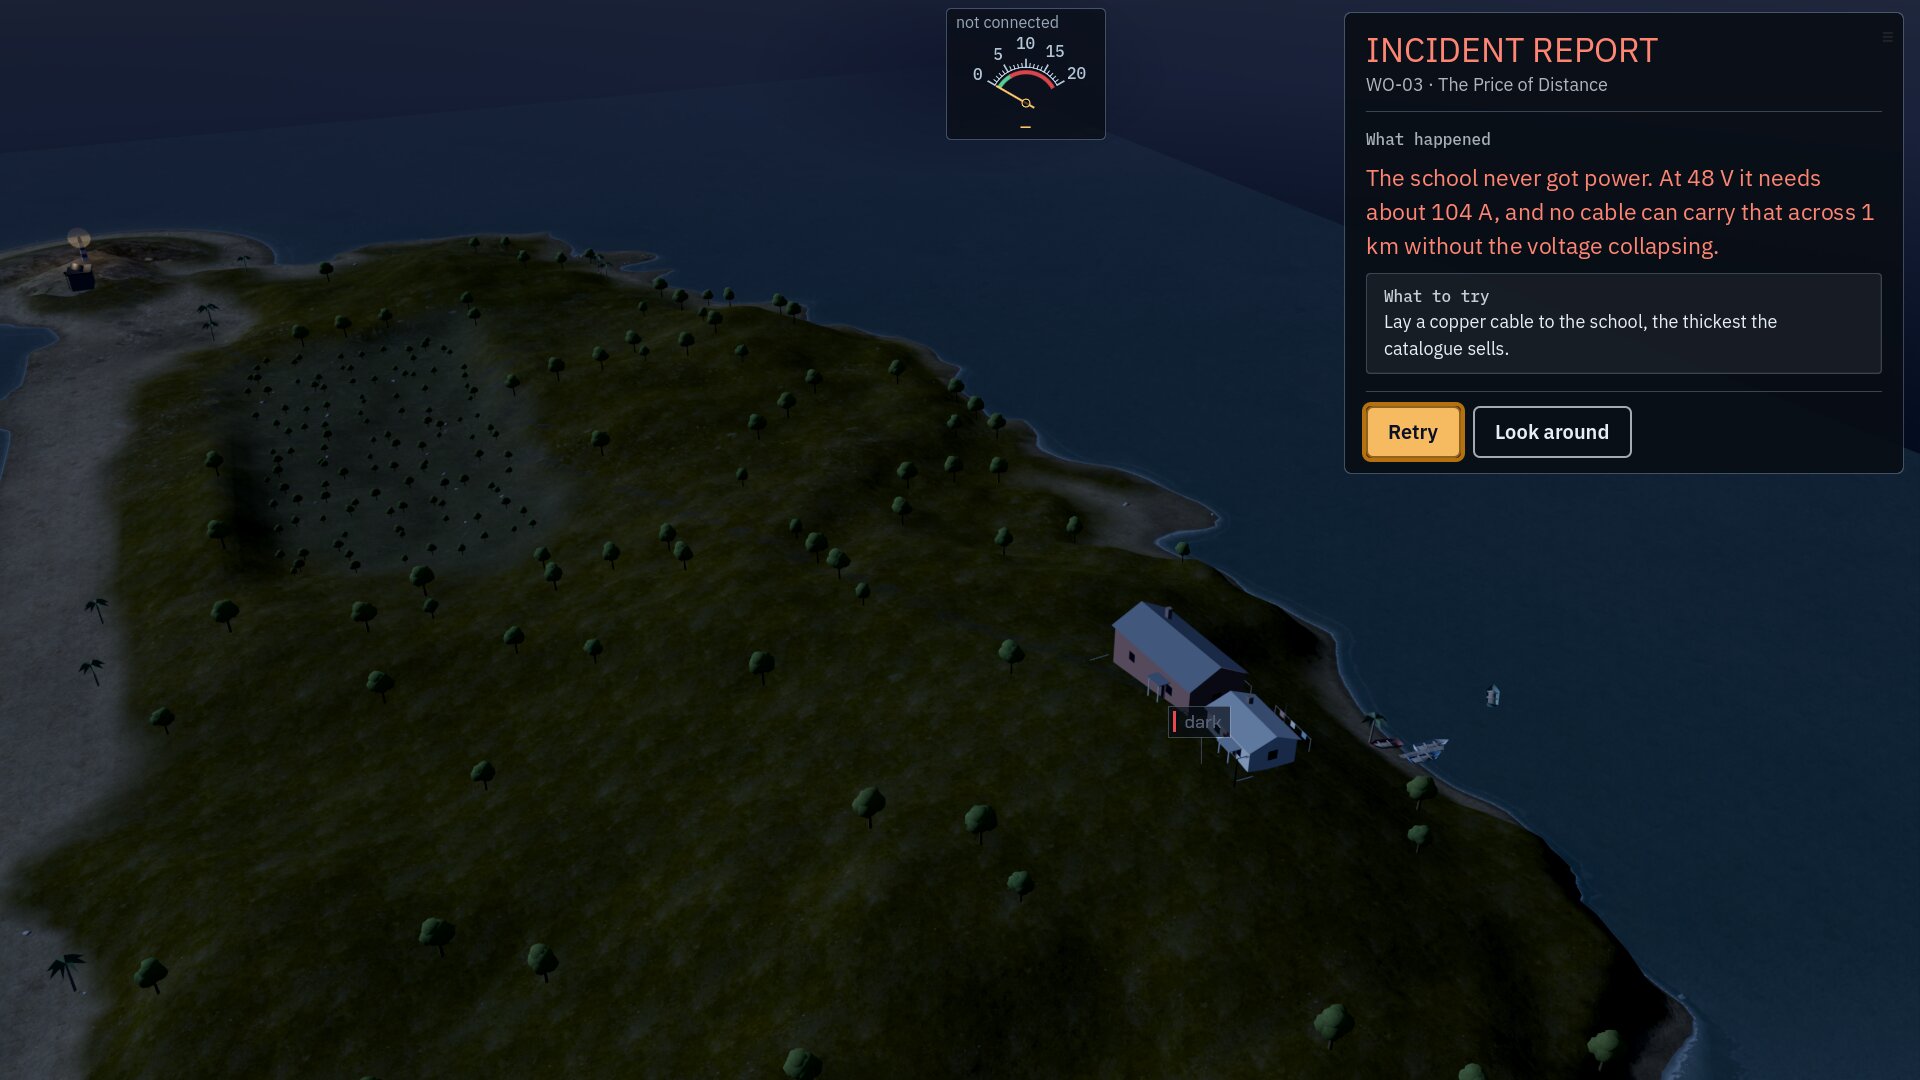 not connected
0 5 10 15 20
–
INCIDENT REPORT
WO-03 · The Price of Distance
What happened
The school never got power. At 48 V it needs
about 104 A, and no cable can carry that across 1
km without the voltage collapsing.
What to try
Lay a copper cable to the school, the thickest the
catalogue sells.
Retry
Look around
dark